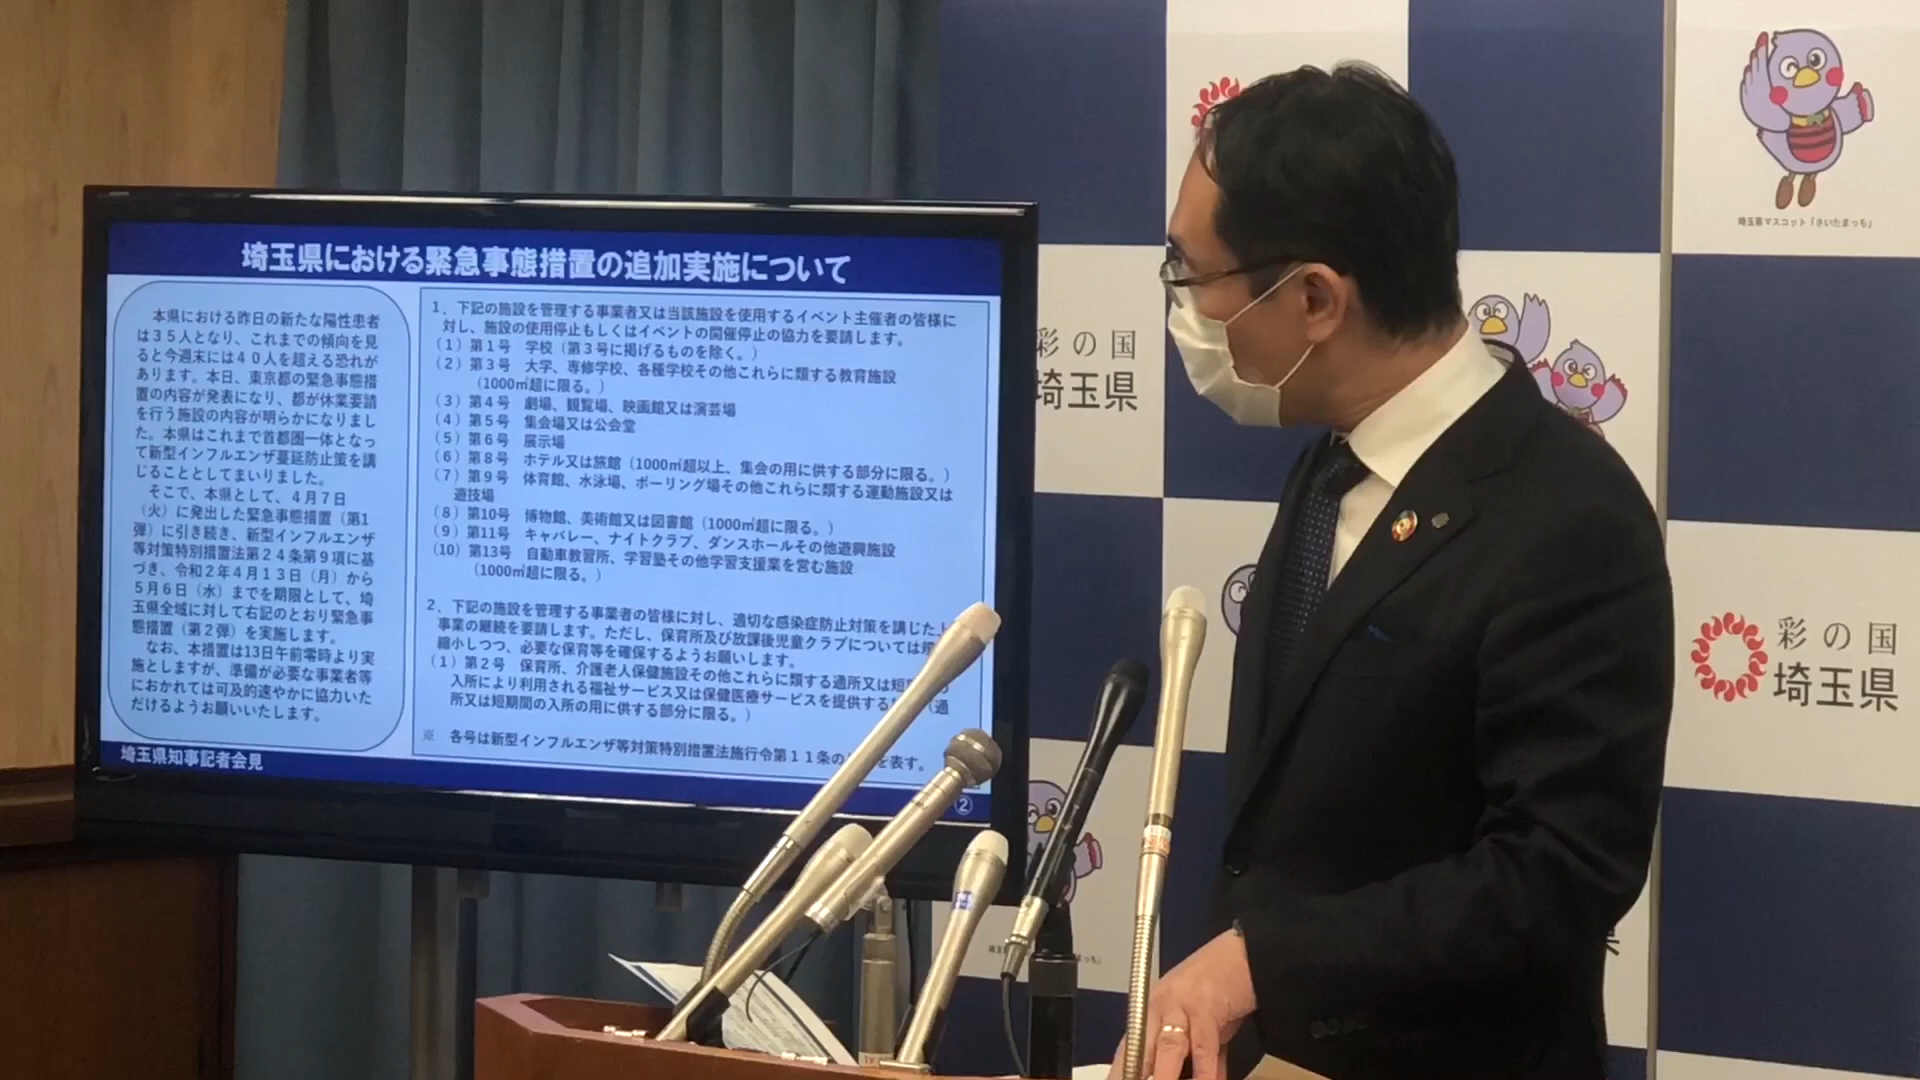 埼玉県における緊急事態措置の追加実施について
本県における昨日の新たな陽性患者
は35人となり、これまでの傾向を見
ると今週末には40人を超える恐れが
あります。本日、東京都の緊急事態措
置の内容が発表になり、都が休業要請
を行う施設の内容が明らかになりまし
た。本県はこれまで首都圏一体となっ
て新型インフルエンザ蔓延防止策を講
じることとしてまいりました。
そこで、本県として、4月7日
(火)に発出した緊急事態措置(第1
弾)に引き続き、新型インフルエンザ
等対策特別措置法第24条第9項に基
づき、令和2年4月13日(月)から
5月6日(水)までを期限として、埼
玉県全域に対して右記のとおり緊急事
態措置(第2弾)を実施します。
なお、本措置は13日午前零時より実
施としますが、準備が必要な事業者等
におかれては可及的速やかに協力いた
だけるようお願いいたします。
1.下記の施設を管理する事業者又は当該施設を使用するイベント主催者の皆様に
対し、施設の使用停止もしくはイベントの開催停止の協力を要請します。
(1)第1号 学校(第3号に掲げるものを除く。)
(2)第3号 大学、専修学校、各種学校その他これらに類する教育施設
(1000㎡超に限る。)
(3)第4号 劇場、観覧場、映画館又は演芸場
(4)第5号 集会場又は公会堂
(5)第6号 展示場
(6)第8号 ホテル又は旅館(1000㎡超以上、集会の用に供する部分に限る。)
(7)第9号 体育館、水泳場、ボーリング場その他これらに類する運動施設又は
遊技場
(8)第10号 博物館、美術館又は図書館(1000㎡超に限る。)
(9)第11号 キャバレー、ナイトクラブ、ダンスホールその他遊興施設
(10)第13号 自動車教習所、学習塾その他学習支援業を営む施設
(1000㎡超に限る。)
2.下記の施設を管理する事業者の皆様に対し、適切な感染症防止対策を講じた上
事業の継続を要請します。ただし、保育所及び放課後児童クラブについては
縮小しつつ、必要な保育等を確保するようお願いします。
(1)第2号 保育所、介護老人保健施設その他これらに類する通所又は短
入所により利用される福祉サービス又は保健医療サービスを提供する (通
所又は短期間の入所の用に供する部分に限る。)
※ 各号は新型インフルエンザ等対策特別措置法施行令第11条の を表す。
埼玉県知事記者会見
②
彩の国
埼玉県
埼玉県マスコット「さいたまっち」
彩の国
埼玉県